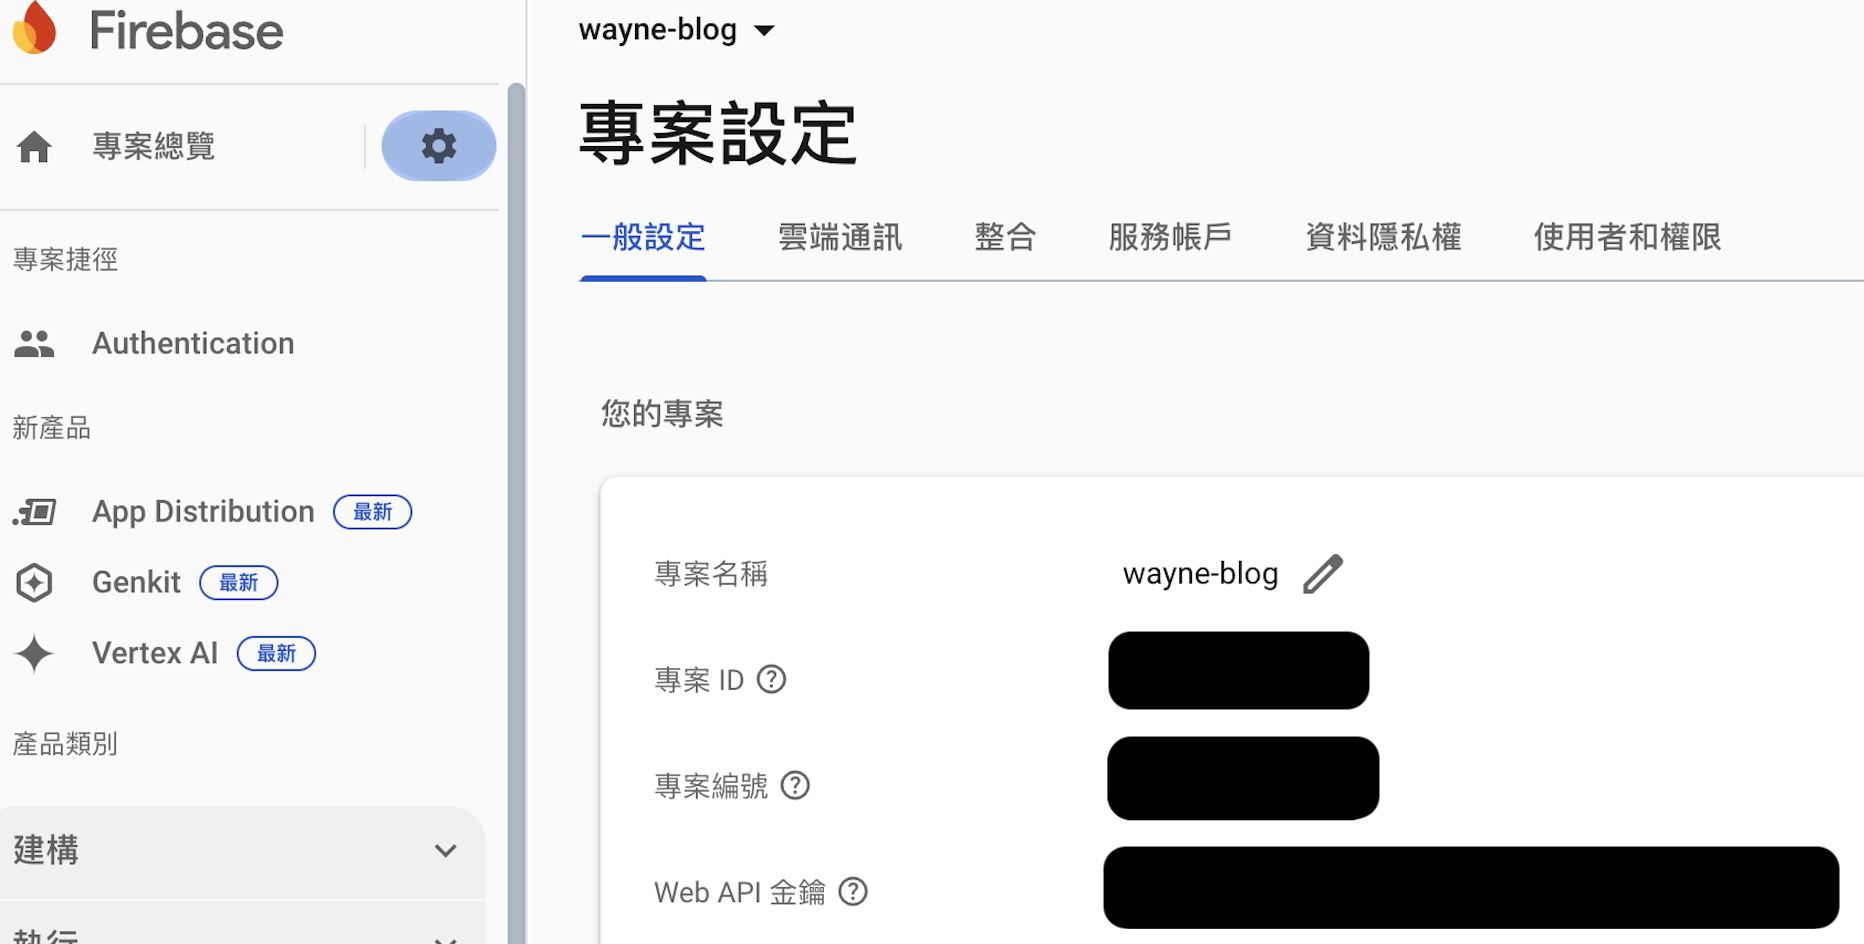 Firebase
專案總覽
專案捷徑
Authentication
新產品
App Distribution 最新
Genkit 最新
Vertex AI 最新
產品類別
建構
執行
wayne-blog
專案設定
一般設定 雲端通訊 整合 服務帳戶 資料隱私權 使用者和權限
您的專案
專案名稱 wayne-blog
專案 ID
專案編號
Web API 金鑰